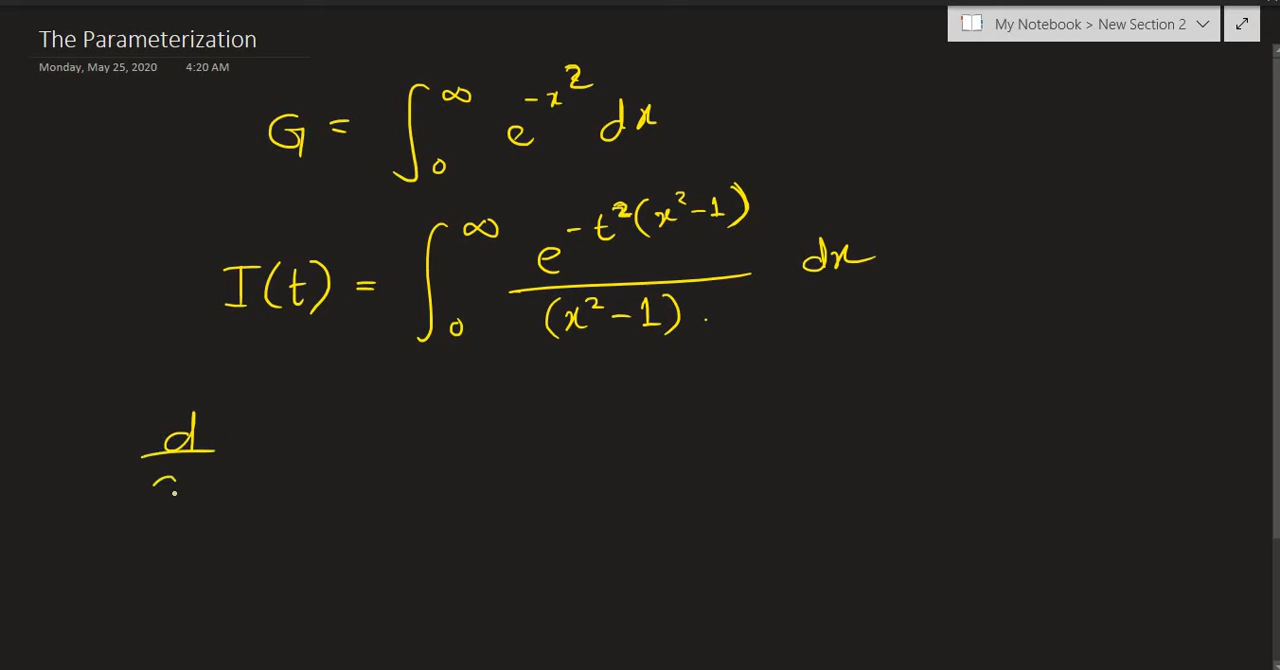 My Notebook > New Section 2
The Parameterization
Monday, May 25, 2020 4:20 AM
G = ∫₀^∞ e^{-x²} dx
I(t) = ∫₀^∞ e^{-t²(x²-1)} / (x²-1) . dx
d